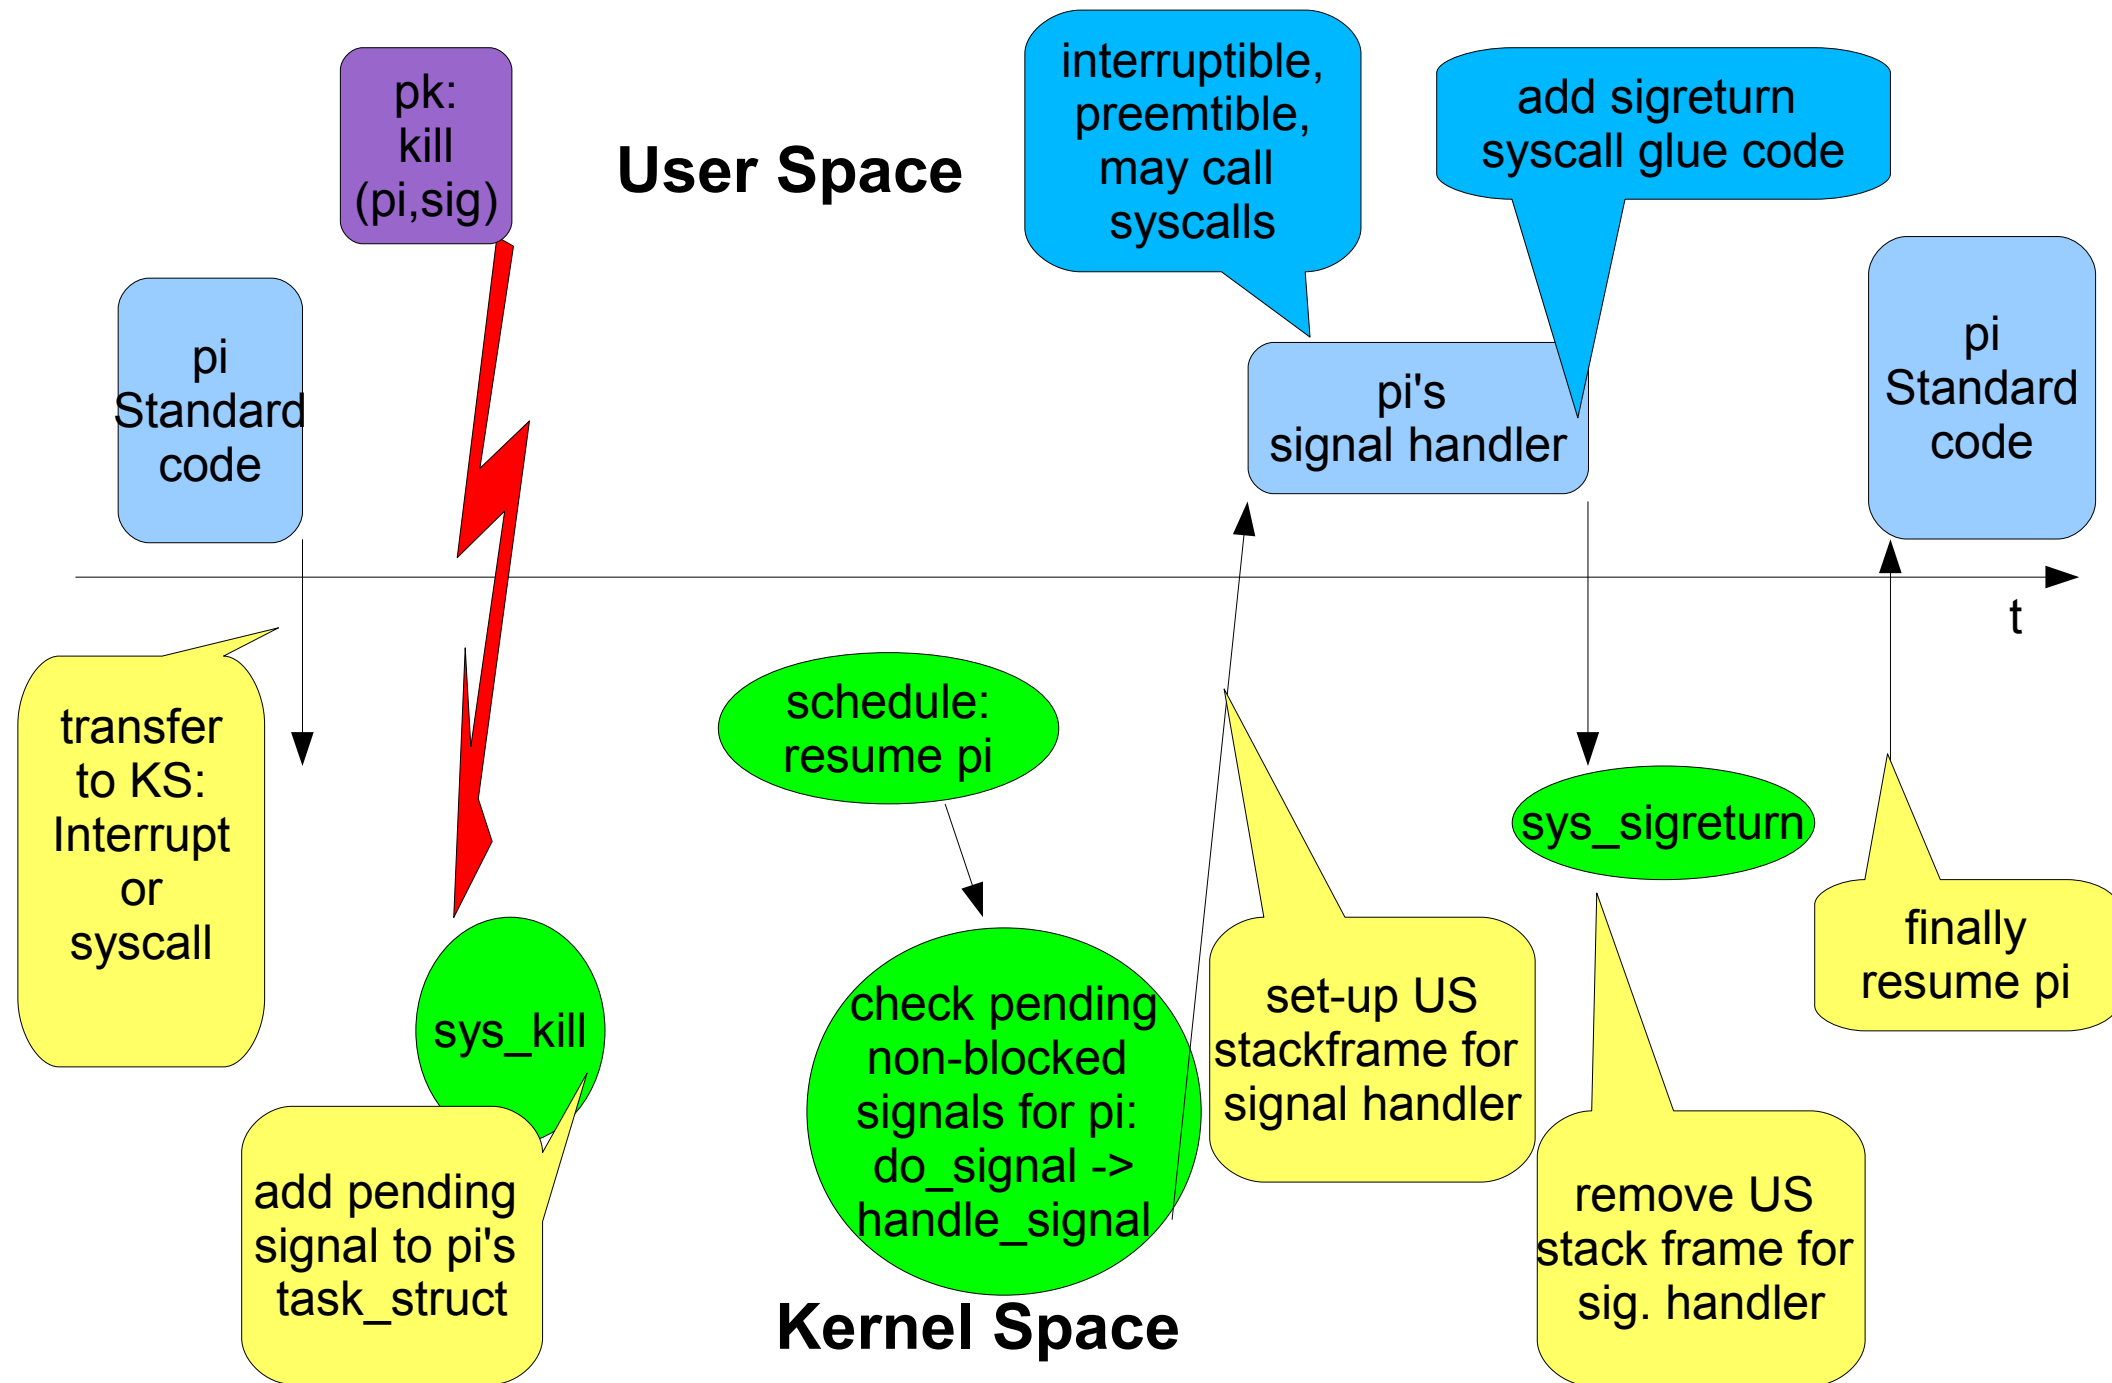 pk:
kill
(pi,sig)
User Space
interruptible,
preemtible,
may call
syscalls
add sigreturn
syscall glue code
pi
Standard
code
pi's
signal handler
pi
Standard
code
t
transfer
to KS:
Interrupt
or
syscall
schedule:
resume pi
sys_sigreturn
sys_kill
check pending
non-blocked
signals for pi:
do_signal ->
handle_signal
set-up US
stackframe for
signal handler
finally
resume pi
add pending
signal to pi's
task_struct
remove US
stack frame for
sig. handler
Kernel Space